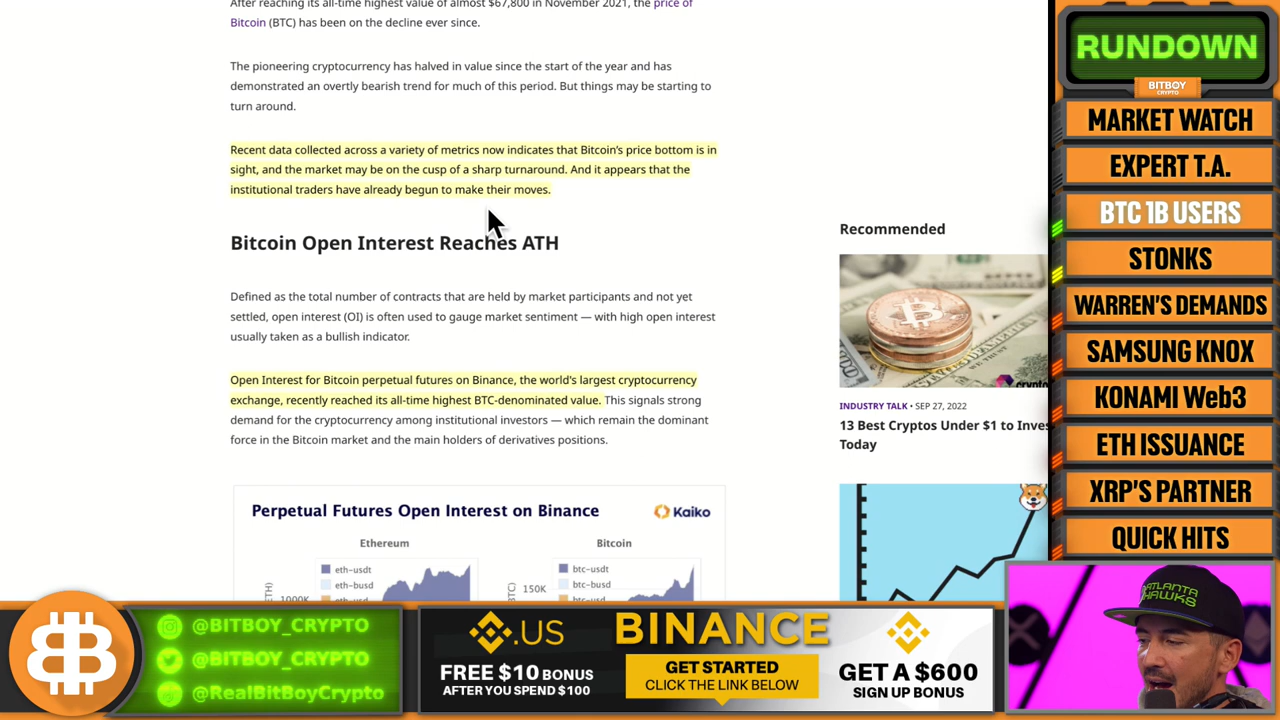 After reaching its all-time highest value of almost $67,800 in November 2021, the price of
Bitcoin (BTC) has been on the decline ever since.
The pioneering cryptocurrency has halved in value since the start of the year and has
demonstrated an overtly bearish trend for much of this period. But things may be starting to
turn around.
Recent data collected across a variety of metrics now indicates that Bitcoin's price bottom is in
sight, and the market may be on the cusp of a sharp turnaround. And it appears that the
institutional traders have already begun to make their moves.
Bitcoin Open Interest Reaches ATH
Defined as the total number of contracts that are held by market participants and not yet
settled, open interest (OI) is often used to gauge market sentiment — with high open interest
usually taken as a bullish indicator.
Open Interest for Bitcoin perpetual futures on Binance, the world's largest cryptocurrency
exchange, recently reached its all-time highest BTC-denominated value. This signals strong
demand for the cryptocurrency among institutional investors — which remain the dominant
force in the Bitcoin market and the main holders of derivatives positions.
Perpetual Futures Open Interest on Binance
Kaiko
Ethereum
Bitcoin
eth-usdt
eth-busd
1000K
btc-usdt
btc-busd
150K
Recommended
INDUSTRY TALK • SEP 27, 2022
13 Best Cryptos Under $1 to Inves
Today
RUNDOWN
BITBOY
CRYPTO
MARKET WATCH
EXPERT T.A.
BTC 1B USERS
STONKS
WARREN'S DEMANDS
SAMSUNG KNOX
KONAMI Web3
ETH ISSUANCE
XRP'S PARTNER
QUICK HITS
@BITBOY_CRYPTO
@BITBOY_CRYPTO
@RealBitBoyCrypto
.US
FREE $10 BONUS
AFTER YOU SPEND $100
BINANCE
GET STARTED
CLICK THE LINK BELOW
GET A $600
SIGN UP BONUS
ATLANTA
HAWKS